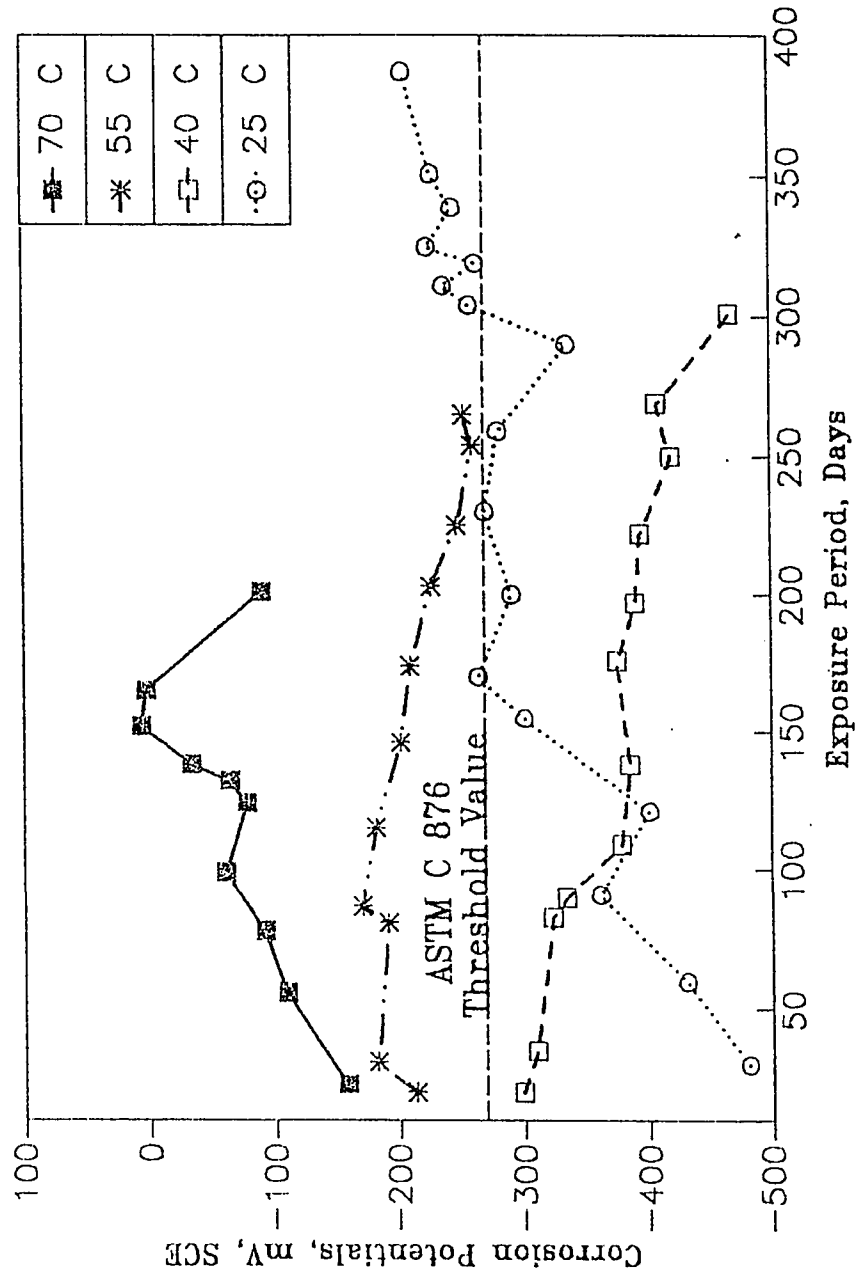 70 C
55 C
40 C
25 C
ASTM C 876
Threshold Value
100
0
-100
-200
-300
-400
-500
Corrosion Potentials, mV, SCE
50
100
150
200
250
300
350
400
Exposure Period, Days